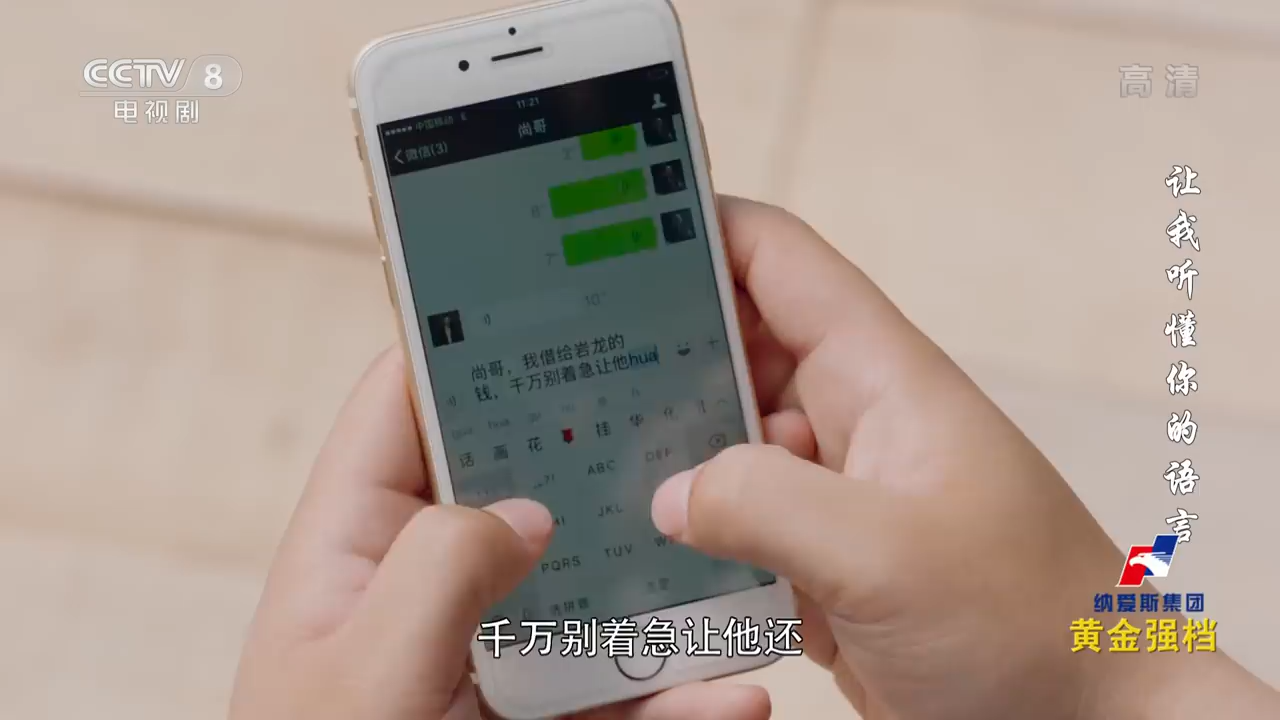 CCTV 8
电视剧
高清
让我听懂你的语言
中国移动
11:21
微信(3)
尚哥
10"
尚哥，我借给岩龙的
钱，千万别着急让他hua
话 画 花 挂 华 化
ABC
DEF
JKL
PQRS
TUV
千万别着急让他还
纳爱斯集团
黄金强档